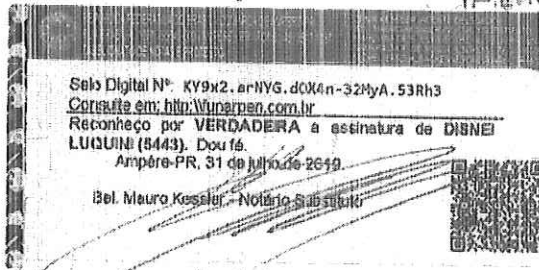 Selo Digital Nº: KY9x2.arNYG.dOX4n-32MyA.53Rh3
Consulte em: http:\\funarpen.com.br
Reconheço por VERDADEIRA a assinatura de DISNEI
LUQUINI (5443). Dou fé.
Ampére-PR, 31 de julho de 2019.
Bel. Mauro Kessler - Notário Substituto